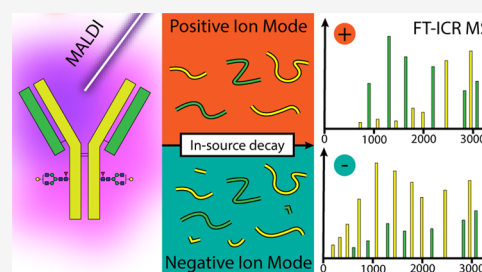 MALDI
Positive Ion Mode
In-source decay
Negative Ion Mode
FT-ICR MS
+
0 1000 2000 3000
-
0 1000 2000 3000